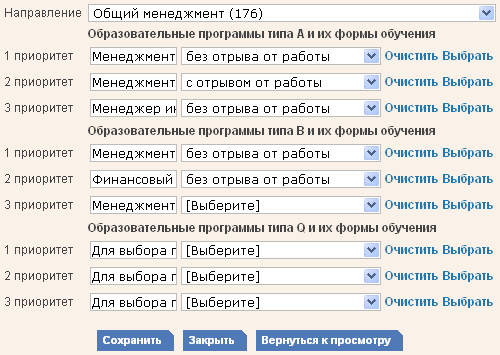 Направление Общий менеджмент (176)
Образовательные программы типа A и их формы обучения
1 приоритет Менеджмент без отрыва от работы Очистить Выбрать
2 приоритет Менеджмент с отрывом от работы Очистить Выбрать
3 приоритет Менеджер ин без отрыва от работы Очистить Выбрать
Образовательные программы типа B и их формы обучения
1 приоритет Менеджмент без отрыва от работы Очистить Выбрать
2 приоритет Финансовый без отрыва от работы Очистить Выбрать
3 приоритет Менеджмент [Выберите] Очистить Выбрать
Образовательные программы типа Q и их формы обучения
1 приоритет Для выбора п [Выберите] Очистить Выбрать
2 приоритет Для выбора п [Выберите] Очистить Выбрать
3 приоритет Для выбора п [Выберите] Очистить Выбрать
Сохранить Закрыть Вернуться к просмотру